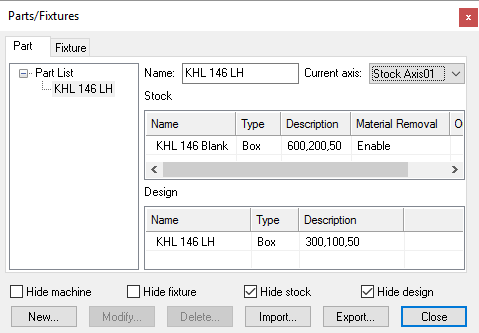 Parts/Fixtures
Part Fixture
Part List
KHL 146 LH
Name: KHL 146 LH Current axis: Stock Axis01
Stock
Name Type Description Material Removal O
KHL 146 Blank Box 600,200,50 Enable
Design
Name Type Description
KHL 146 LH Box 300,100,50
Hide machine Hide fixture Hide stock Hide design
New... Modify... Delete... Import... Export... Close